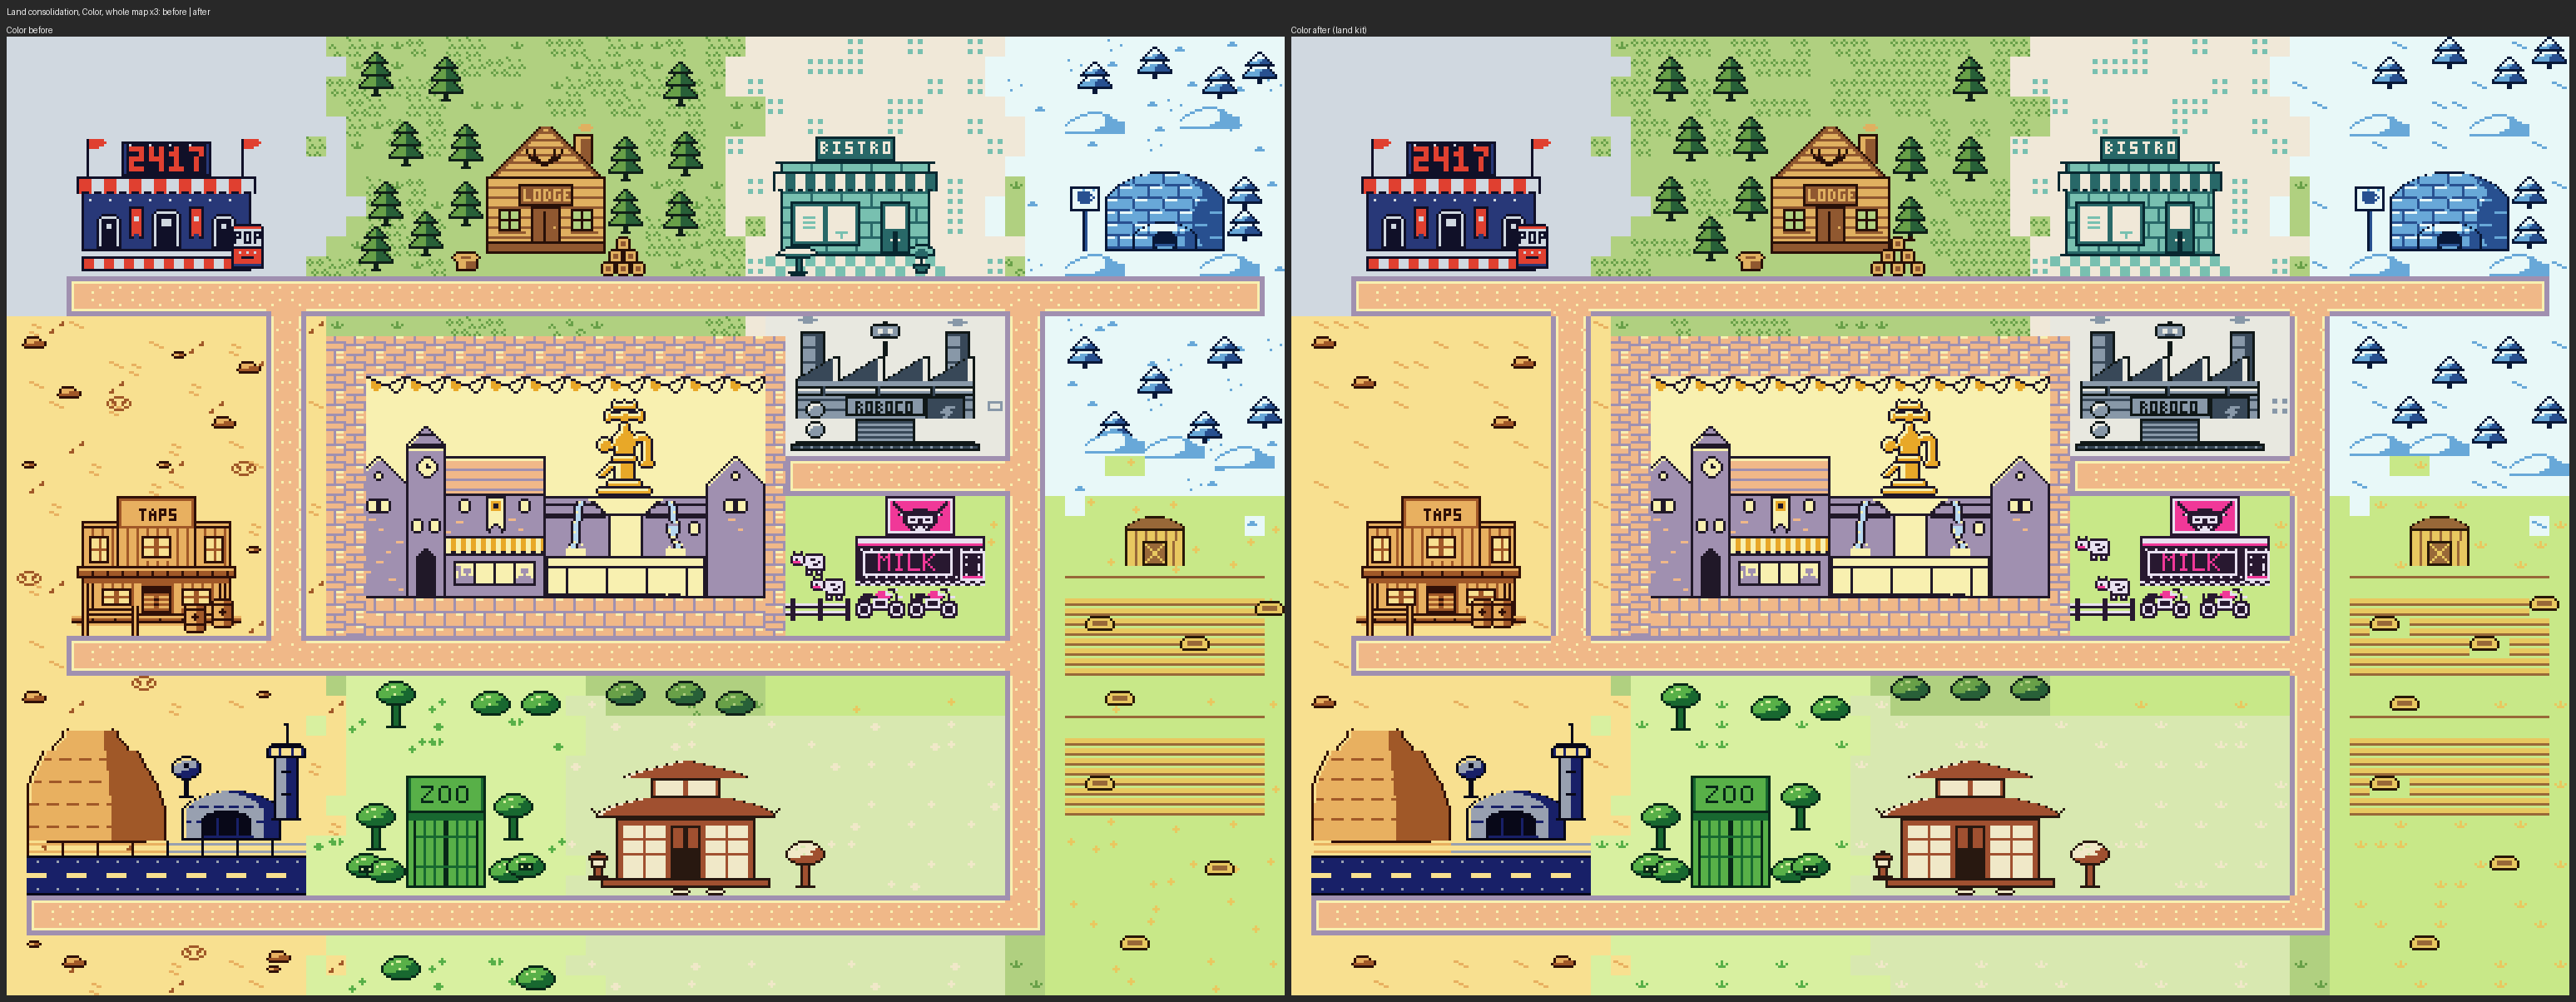 Land consolidation, Color, whole map x3: before | after
Color before
Color after (land kit)
2417
BISTRO
LODGE
POP
2417
BISTRO
LODGE
POP
ROBOCO
ROBOCO
TAPS
MILK
TAPS
MILK
ZOO
ZOO